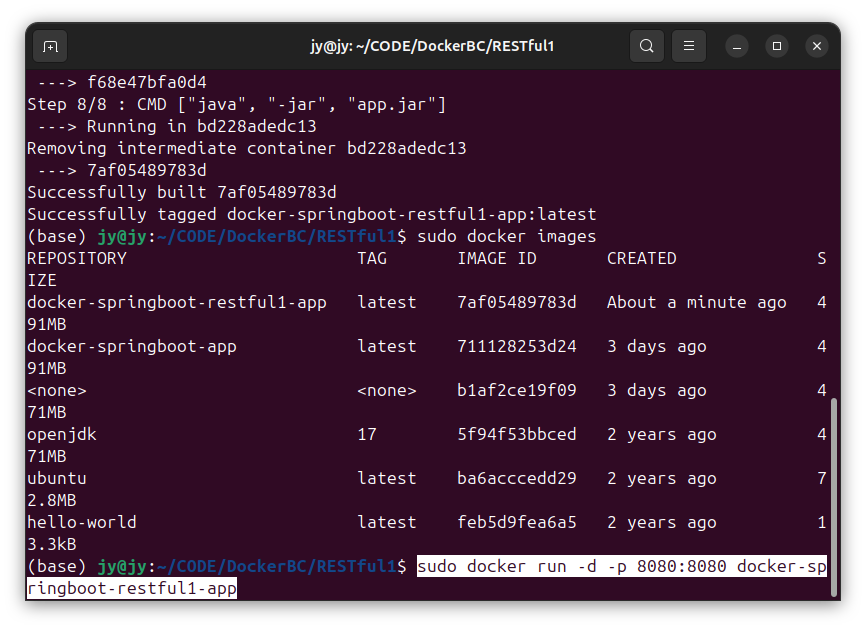 jy@jy: ~/CODE/DockerBC/RESTful1
---> f68e47bfa0d4
Step 8/8 : CMD ["java", "-jar", "app.jar"]
---> Running in bd228adedc13
Removing intermediate container bd228adedc13
---> 7af05489783d
Successfully built 7af05489783d
Successfully tagged docker-springboot-restful1-app:latest
(base) jy@jy:~/CODE/DockerBC/RESTful1$ sudo docker images
REPOSITORY TAG IMAGE ID CREATED S
IZE
docker-springboot-restful1-app latest 7af05489783d About a minute ago 4
91MB
docker-springboot-app latest 711128253d24 3 days ago 4
91MB
<none> <none> b1af2ce19f09 3 days ago 4
71MB
openjdk 17 5f94f53bbced 2 years ago 4
71MB
ubuntu latest ba6acccedd29 2 years ago 7
2.8MB
hello-world latest feb5d9fea6a5 2 years ago 1
3.3kB
(base) jy@jy:~/CODE/DockerBC/RESTful1$ sudo docker run -d -p 8080:8080 docker-sp
ringboot-restful1-app